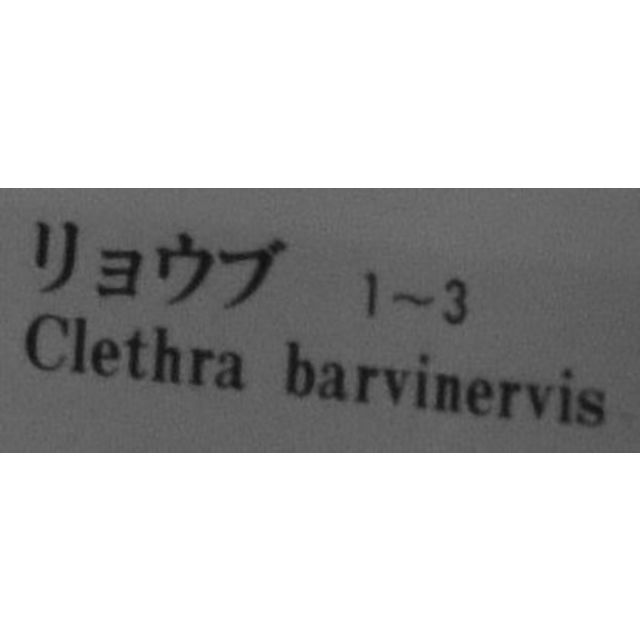 リョウブ 1～3
Clethra barvinervis